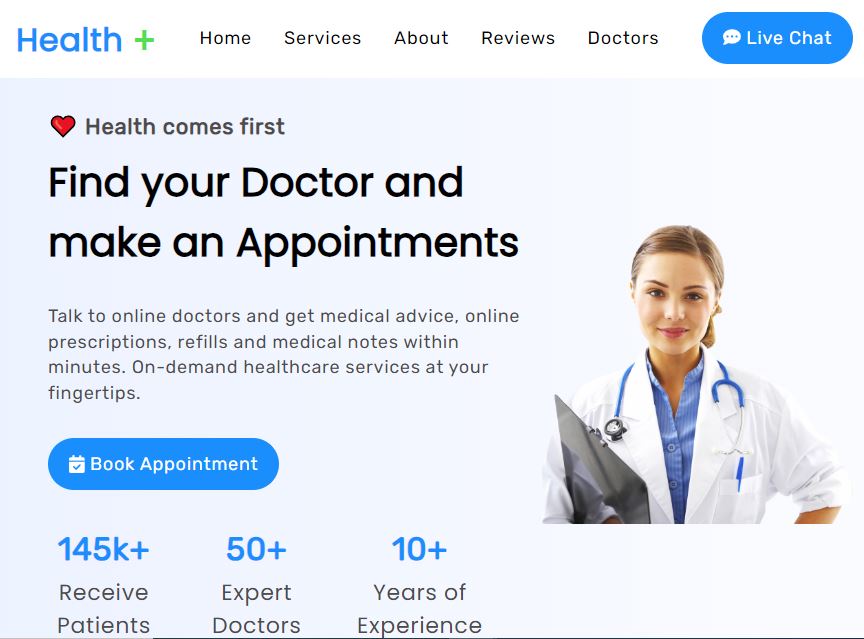 Health +
Home Services About Reviews Doctors
Live Chat
Health comes first
Find your Doctor and
make an Appointments
Talk to online doctors and get medical advice, online
prescriptions, refills and medical notes within
minutes. On-demand healthcare services at your
fingertips.
Book Appointment
145k+ 50+ 10+
Receive Expert Years of
Patients Doctors Experience